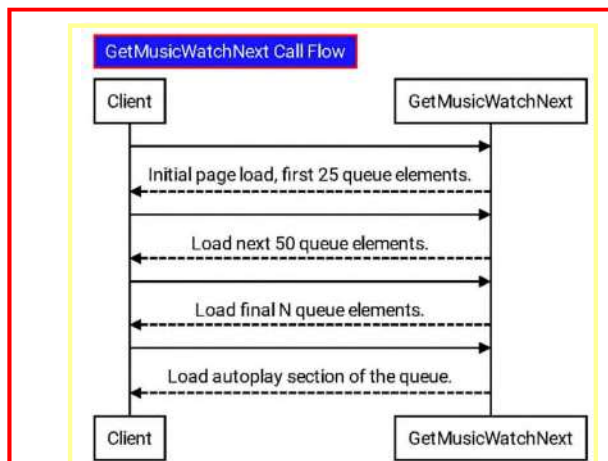 GetMusicWatchNext Call Flow
Client
GetMusicWatchNext
Initial page load, first 25 queue elements.
Load next 50 queue elements.
Load final N queue elements.
Load autoplay section of the queue.
Client
GetMusicWatchNext